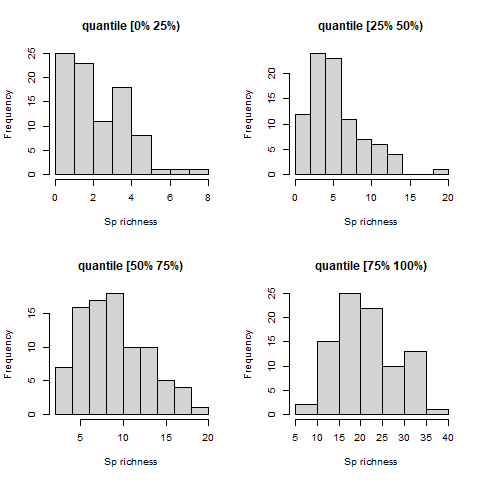 quantile [0% 25%)
Frequency
0 5 10 15 20 25
0 2 4 6 8
Sp richness
quantile [25% 50%)
Frequency
0 5 10 15 20
0 5 10 15 20
Sp richness
quantile [50% 75%)
Frequency
0 5 10 15
5 10 15 20
Sp richness
quantile [75% 100%)
Frequency
0 5 10 15 20 25
5 10 15 20 25 30 35 40
Sp richness